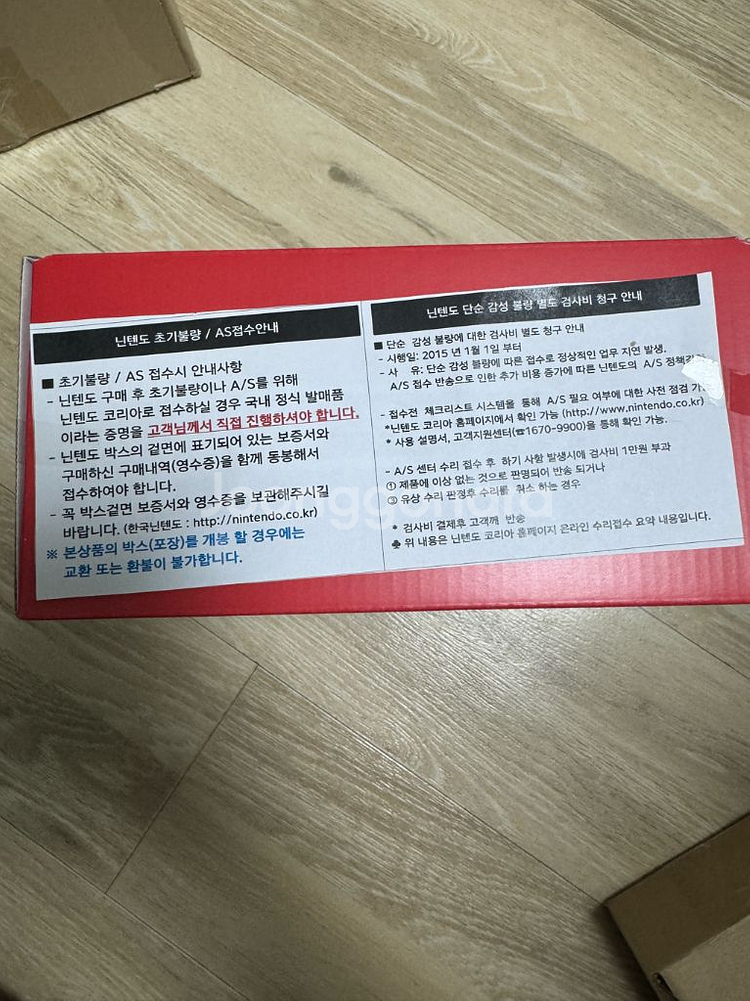 닌텐도 초기불량 / AS접수안내
■ 초기불량 / AS 접수시 안내사항
- 닌텐도 구매 후 초기불량이나 A/S를 위해
닌텐도 코리아로 접수하실 경우 국내 정식 발매품
이라는 증명을 고객님께서 직접 진행하셔야 합니다.
- 닌텐도 박스의 겉면에 표기되어 있는 보증서와
구매하신 구매내역(영수증)을 함께 동봉해서
접수하여야 합니다.
- 꼭 박스겉면 보증서와 영수증을 보관해주시길
바랍니다. (한국닌텐도 : http://nintendo.co.kr)
※ 본상품의 박스(포장)를 개봉 할 경우에는
교환 또는 환불이 불가합니다.
닌텐도 단순 감성 불량 별도 검사비 청구 안내
■ 단순 감성 불량에 대한 검사비 별도 청구 안내
- 시행일: 2015 년 1월 1일 부터
- 사 유: 단순 감성 불량에 따른 접수로 정상적인 업무 지연 발생.
A/S 접수 반송으로 인한 추가 비용 증가에 따른 닌텐도의 A/S 정책
- 접수전 체크리스트 시스템을 통해 A/S 필요 여부에 대한 사전 점검 가
*닌텐도 코리아 홈페이지에서 확인 가능 (http://www.nintendo.co.kr)
* 사용 설명서, 고객지원센터(☎1670-9900)을 통해 확인 가능.
- A/S 센터 수리 접수 후 하기 사항 발생시에 검사비 1만원 부과
① 제품에 이상 없는 것으로 판명되어 반송 되거나
③ 유상 수리 판정후 수리를 취소 하는 경우
* 검사비 결제후 고객께 반송
♣ 위 내용은 닌텐도 코리아 홈페이지 온라인 수리접수 요약 내용입니다.
joonggonara